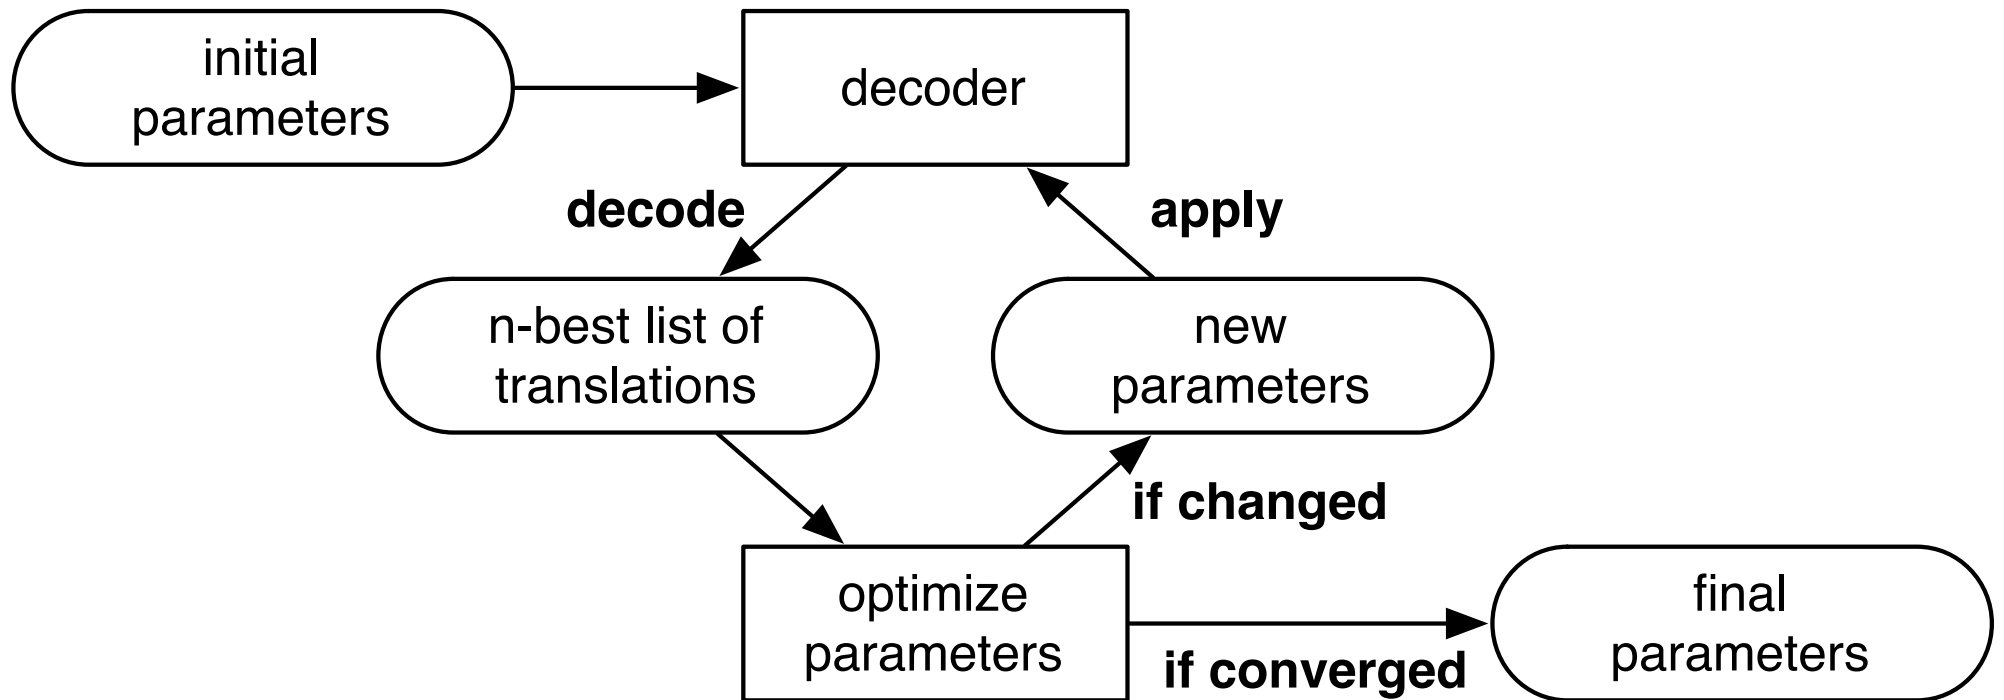 initial
parameters
decoder
decode
apply
n-best list of
translations
new
parameters
if changed
optimize
parameters
if converged
final
parameters